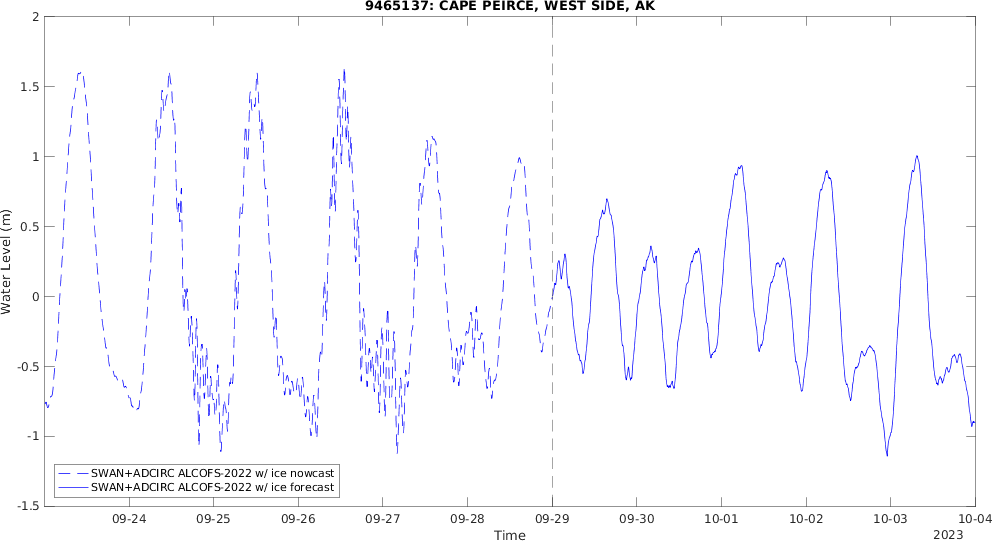 9465137: CAPE PEIRCE, WEST SIDE, AK
2
1.5
1
0.5
0
-0.5
-1
-1.5
Water Level (m)
SWAN+ADCIRC ALCOFS-2022 w/ ice nowcast
SWAN+ADCIRC ALCOFS-2022 w/ ice forecast
09-24 09-25 09-26 09-27 09-28 09-29 09-30 10-01 10-02 10-03 10-04
Time
2023